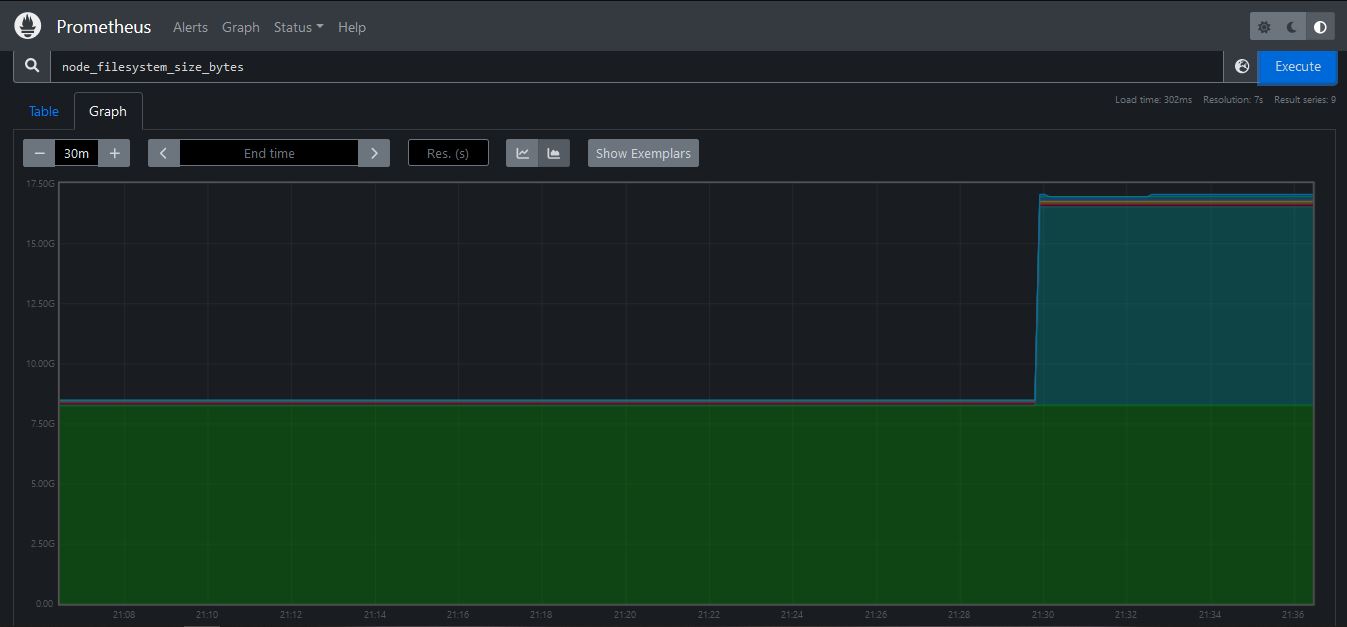 Prometheus Alerts Graph Status Help
node_filesystem_size_bytes Execute
Load time: 302ms Resolution: 7s Result series: 9
Table Graph
30m End time Res. (s) Show Exemplars
17.50G
15.00G
12.50G
10.00G
7.50G
5.00G
2.50G
0.00
21:08 21:10 21:12 21:14 21:16 21:18 21:20 21:22 21:24 21:26 21:28 21:30 21:32 21:34 21:36